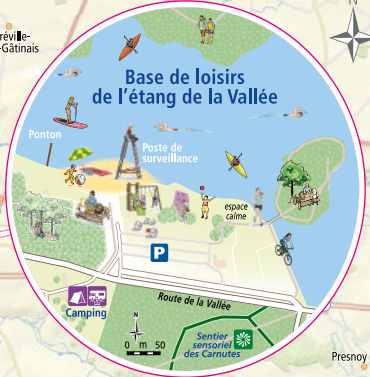 N
réville-
-Gâtinais
Base de loisirs
de l'étang de la Vallée
Ponton
Poste de
surveillance
espace
calme
P
Route de la Vallée
Camping
N
0 m 50
Sentier
sensoriel
des Carnutes
Presnoy